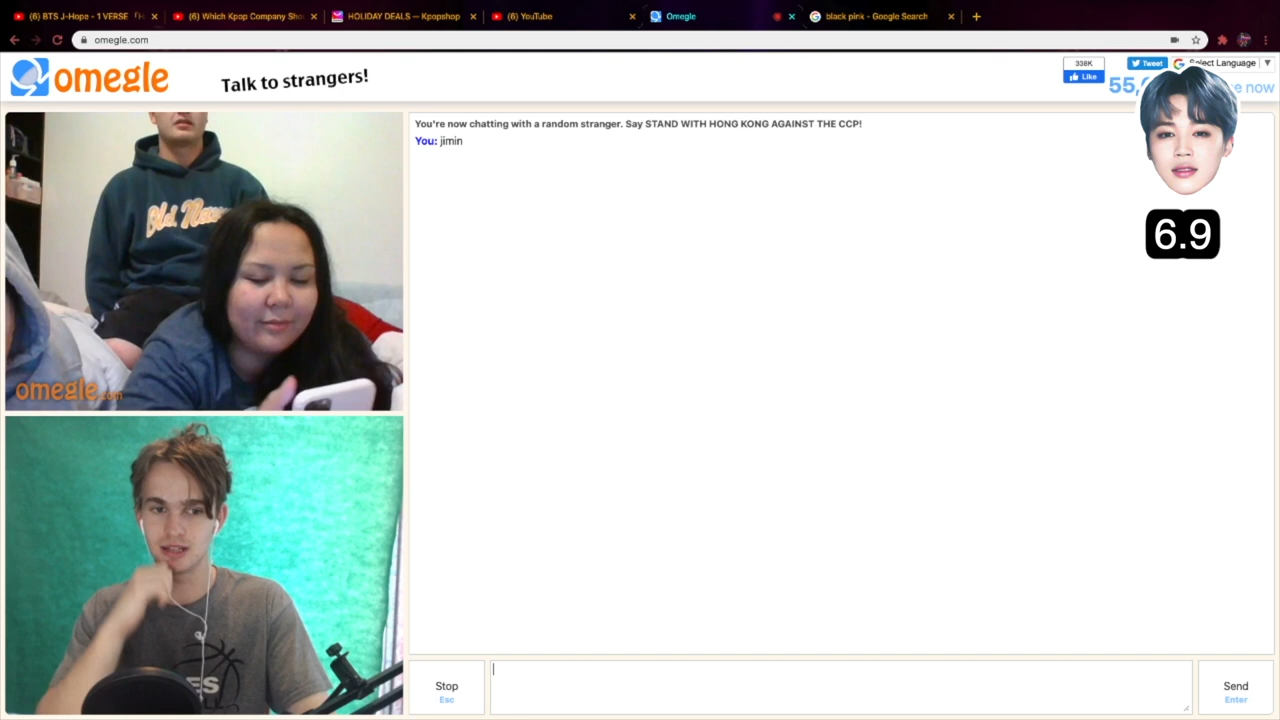 (6) BTS J-Hope - 1 VERSE 「H
(6) Which Kpop Company Sho
HOLIDAY DEALS — Kpopshop
(6) YouTube
Omegle
black pink - Google Search
omegle.com
omegle
Talk to strangers!
338K
Like
Tweet
Select Language
55,
e now
You're now chatting with a random stranger. Say STAND WITH HONG KONG AGAINST THE CCP!
You: jimin
6.9
Old Nav
omegle.com
ES
Stop
Esc
Send
Enter